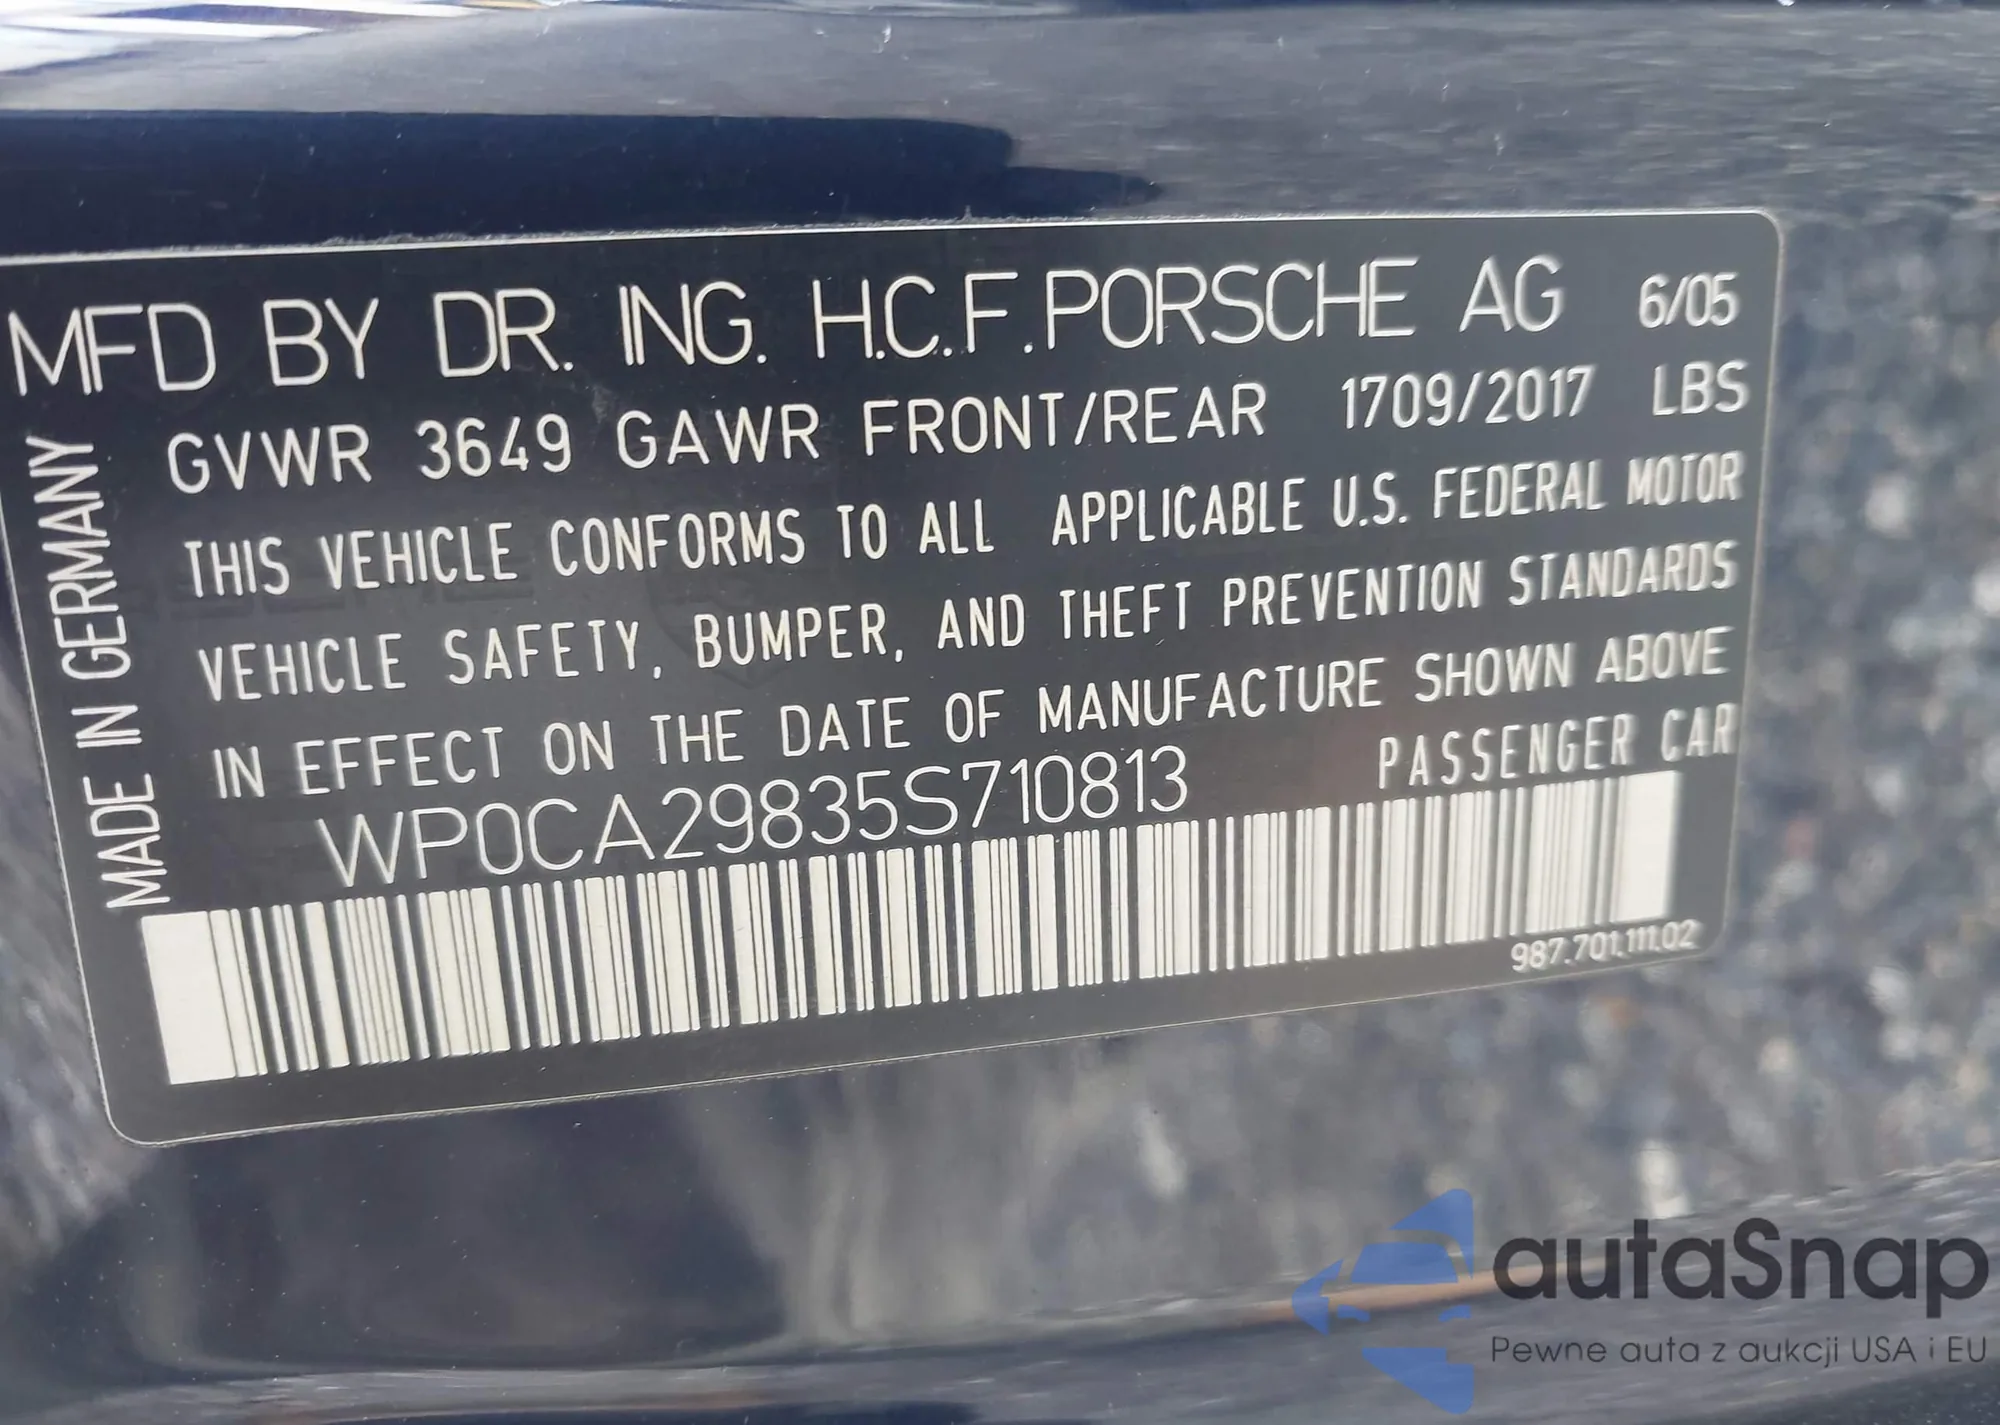 MFD BY DR. ING. H.C.F.PORSCHE AG 6/05
GVWR 3649 GAWR FRONT/REAR 1709/2017 LBS
THIS VEHICLE CONFORMS TO ALL APPLICABLE U.S. FEDERAL MOTOR
VEHICLE SAFETY, BUMPER, AND THEFT PREVENTION STANDARDS
IN EFFECT ON THE DATE OF MANUFACTURE SHOWN ABOVE
WP0CA29835S710813 PASSENGER CAR
987.701.111.02
MADE IN GERMANY
autaSnap
Pewne auta z aukcji USA i EU